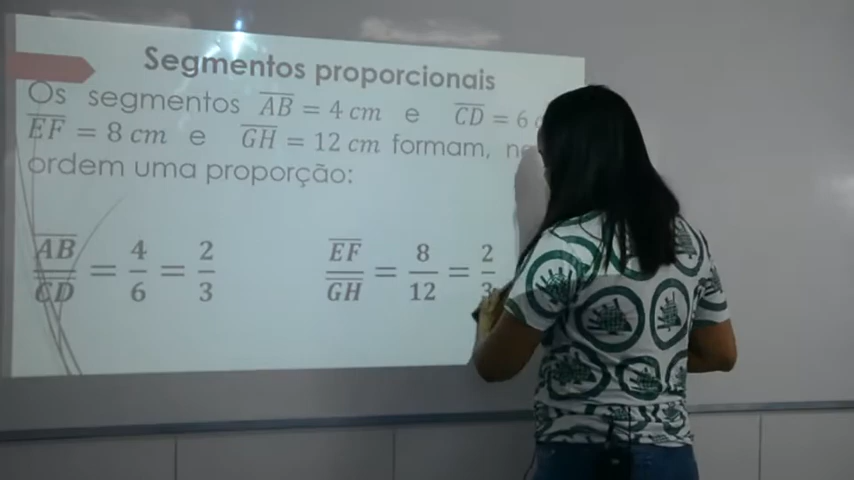 Segmentos proporcionais
Os segmentos AB = 4 cm e CD = 6
EF = 8 cm e GH = 12 cm formam,
ordem uma proporção:
AB/CD = 4/6 = 2/3 EF/GH = 8/12 = 2/3